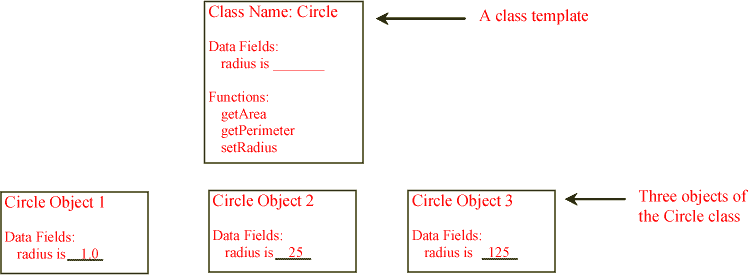 Class Name: Circle
A class template
Data Fields:
radius is _______
Functions:
getArea
getPerimeter
setRadius
Circle Object 1
Data Fields:
radius is 1.0
Circle Object 2
Data Fields:
radius is 25
Circle Object 3
Data Fields:
radius is 125
Three objects of
the Circle class